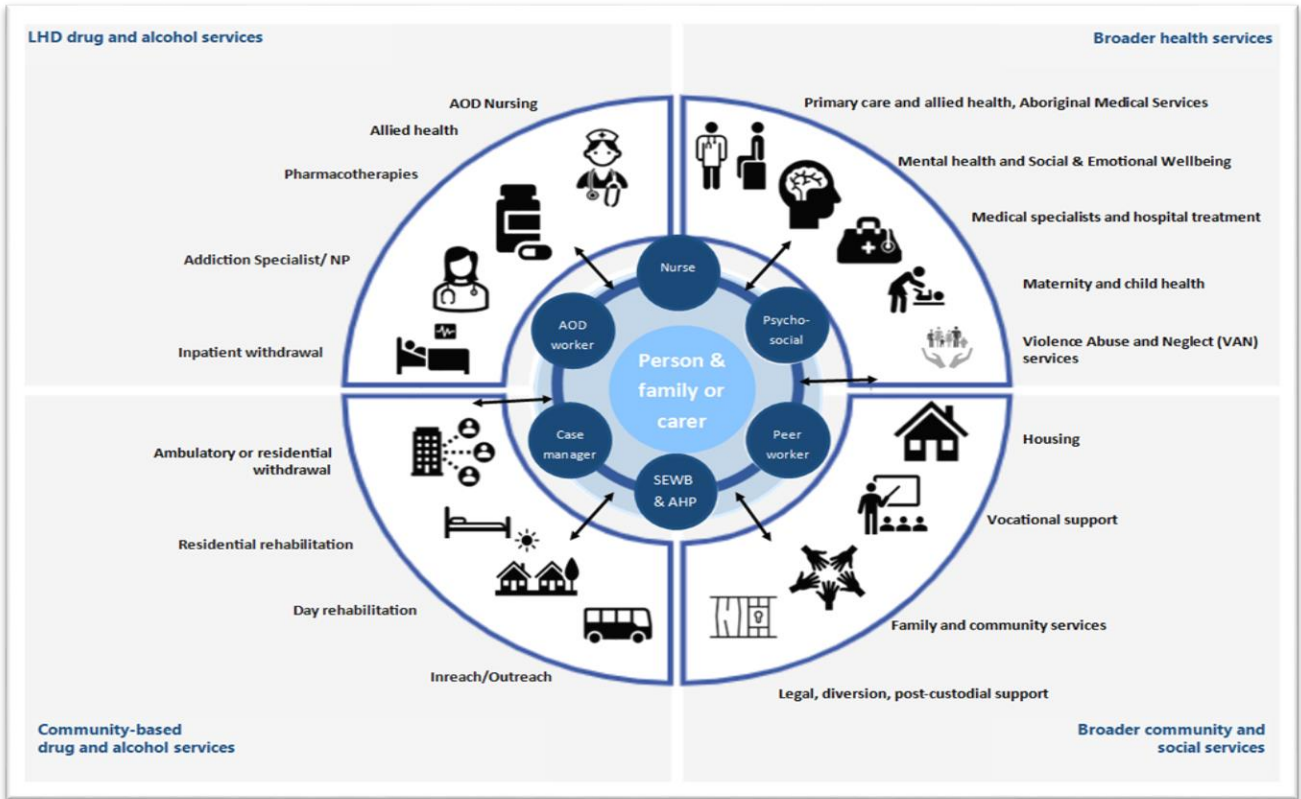 LHD drug and alcohol services
AOD Nursing
Allied health
Pharmacotherapies
Addiction Specialist/ NP
Inpatient withdrawal
Broader health services
Primary care and allied health, Aboriginal Medical Services
Mental health and Social & Emotional Wellbeing
Medical specialists and hospital treatment
Maternity and child health
Violence Abuse and Neglect (VAN)
services
Nurse
AOD
worker
Psycho-
social
Person &
family or
carer
Case
manager
Peer
worker
SEWB
& AHP
Ambulatory or residential
withdrawal
Residential rehabilitation
Day rehabilitation
Inreach/Outreach
Community-based
drug and alcohol services
Housing
Vocational support
Family and community services
Legal, diversion, post-custodial support
Broader community and
social services